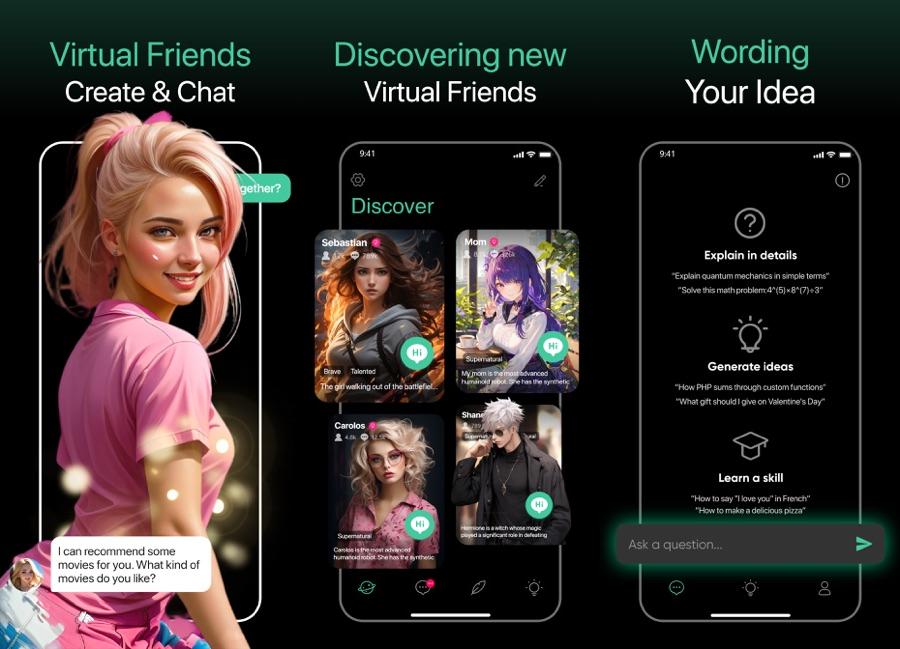 Virtual Friends
Create & Chat
gether?
I can recommend some
movies for you. What kind of
movies do you like?
Discovering new
Virtual Friends
9:41
Discover
Sebastian
789k
Brave Talented
The girl walking out of the battlefiel...
Mom
Supernatural
My mom is the most advanced
humanoid robot. She has the synthetic
Carolos
4.8k 12.5k
Supernatural
Carolos is the most advanced
humanoid robot. She has the synthetic
Shane
Hi
Hi
Hi
Hi
Hermione is a witch whose magic
played a significant role in defeating
Wording
Your Idea
9:41
Explain in details
"Explain quantum mechanics in simple terms"
"Solve this math problem:4^(5)×8^(7)÷3"
Generate ideas
"How PHP sums through custom functions"
"What gift should I give on Valentine's Day"
Learn a skill
"How to say "I love you" in French"
"How to make a delicious pizza"
Ask a question...